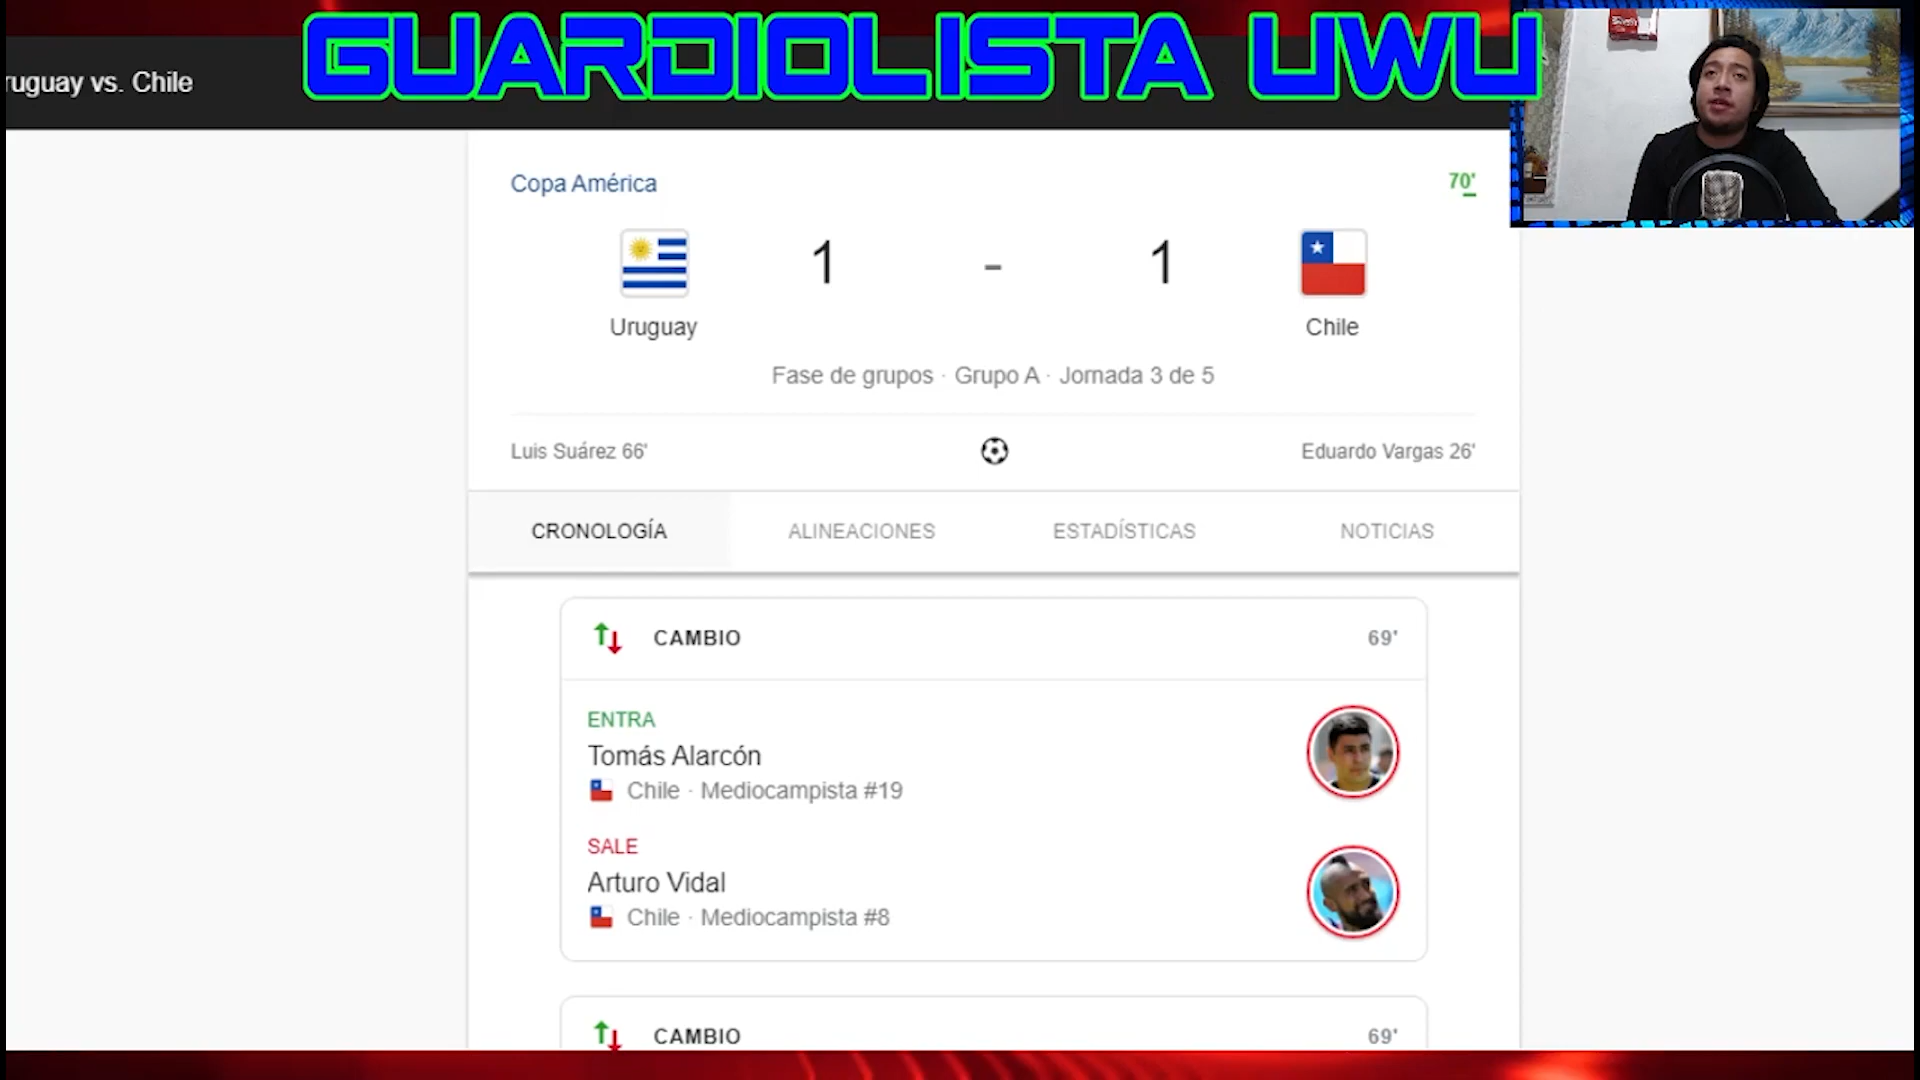 GUARDIOLISTA UWU
ruguay vs. Chile
Copa América
70'
1 - 1
Uruguay
Chile
Fase de grupos · Grupo A · Jornada 3 de 5
Luis Suárez 66'
Eduardo Vargas 26'
CRONOLOGÍA
ALINEACIONES
ESTADÍSTICAS
NOTICIAS
CAMBIO
69'
ENTRA
Tomás Alarcón
Chile · Mediocampista #19
SALE
Arturo Vidal
Chile · Mediocampista #8
CAMBIO
69'